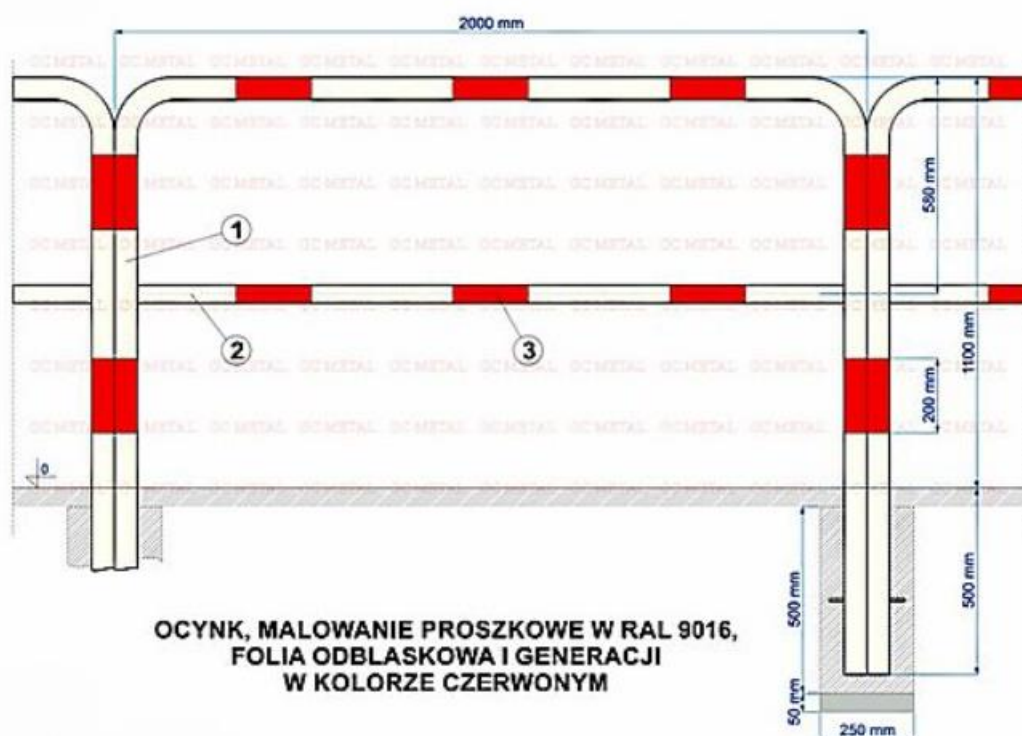 2000 mm
580 mm
1100 mm
200 mm
500 mm
500 mm
50 mm
250 mm
0
1
2
3
OCYNK, MALOWANIE PROSZKOWE W RAL 9016,
FOLIA ODBLASKOWA I GENERACJI
W KOLORZE CZERWONYM